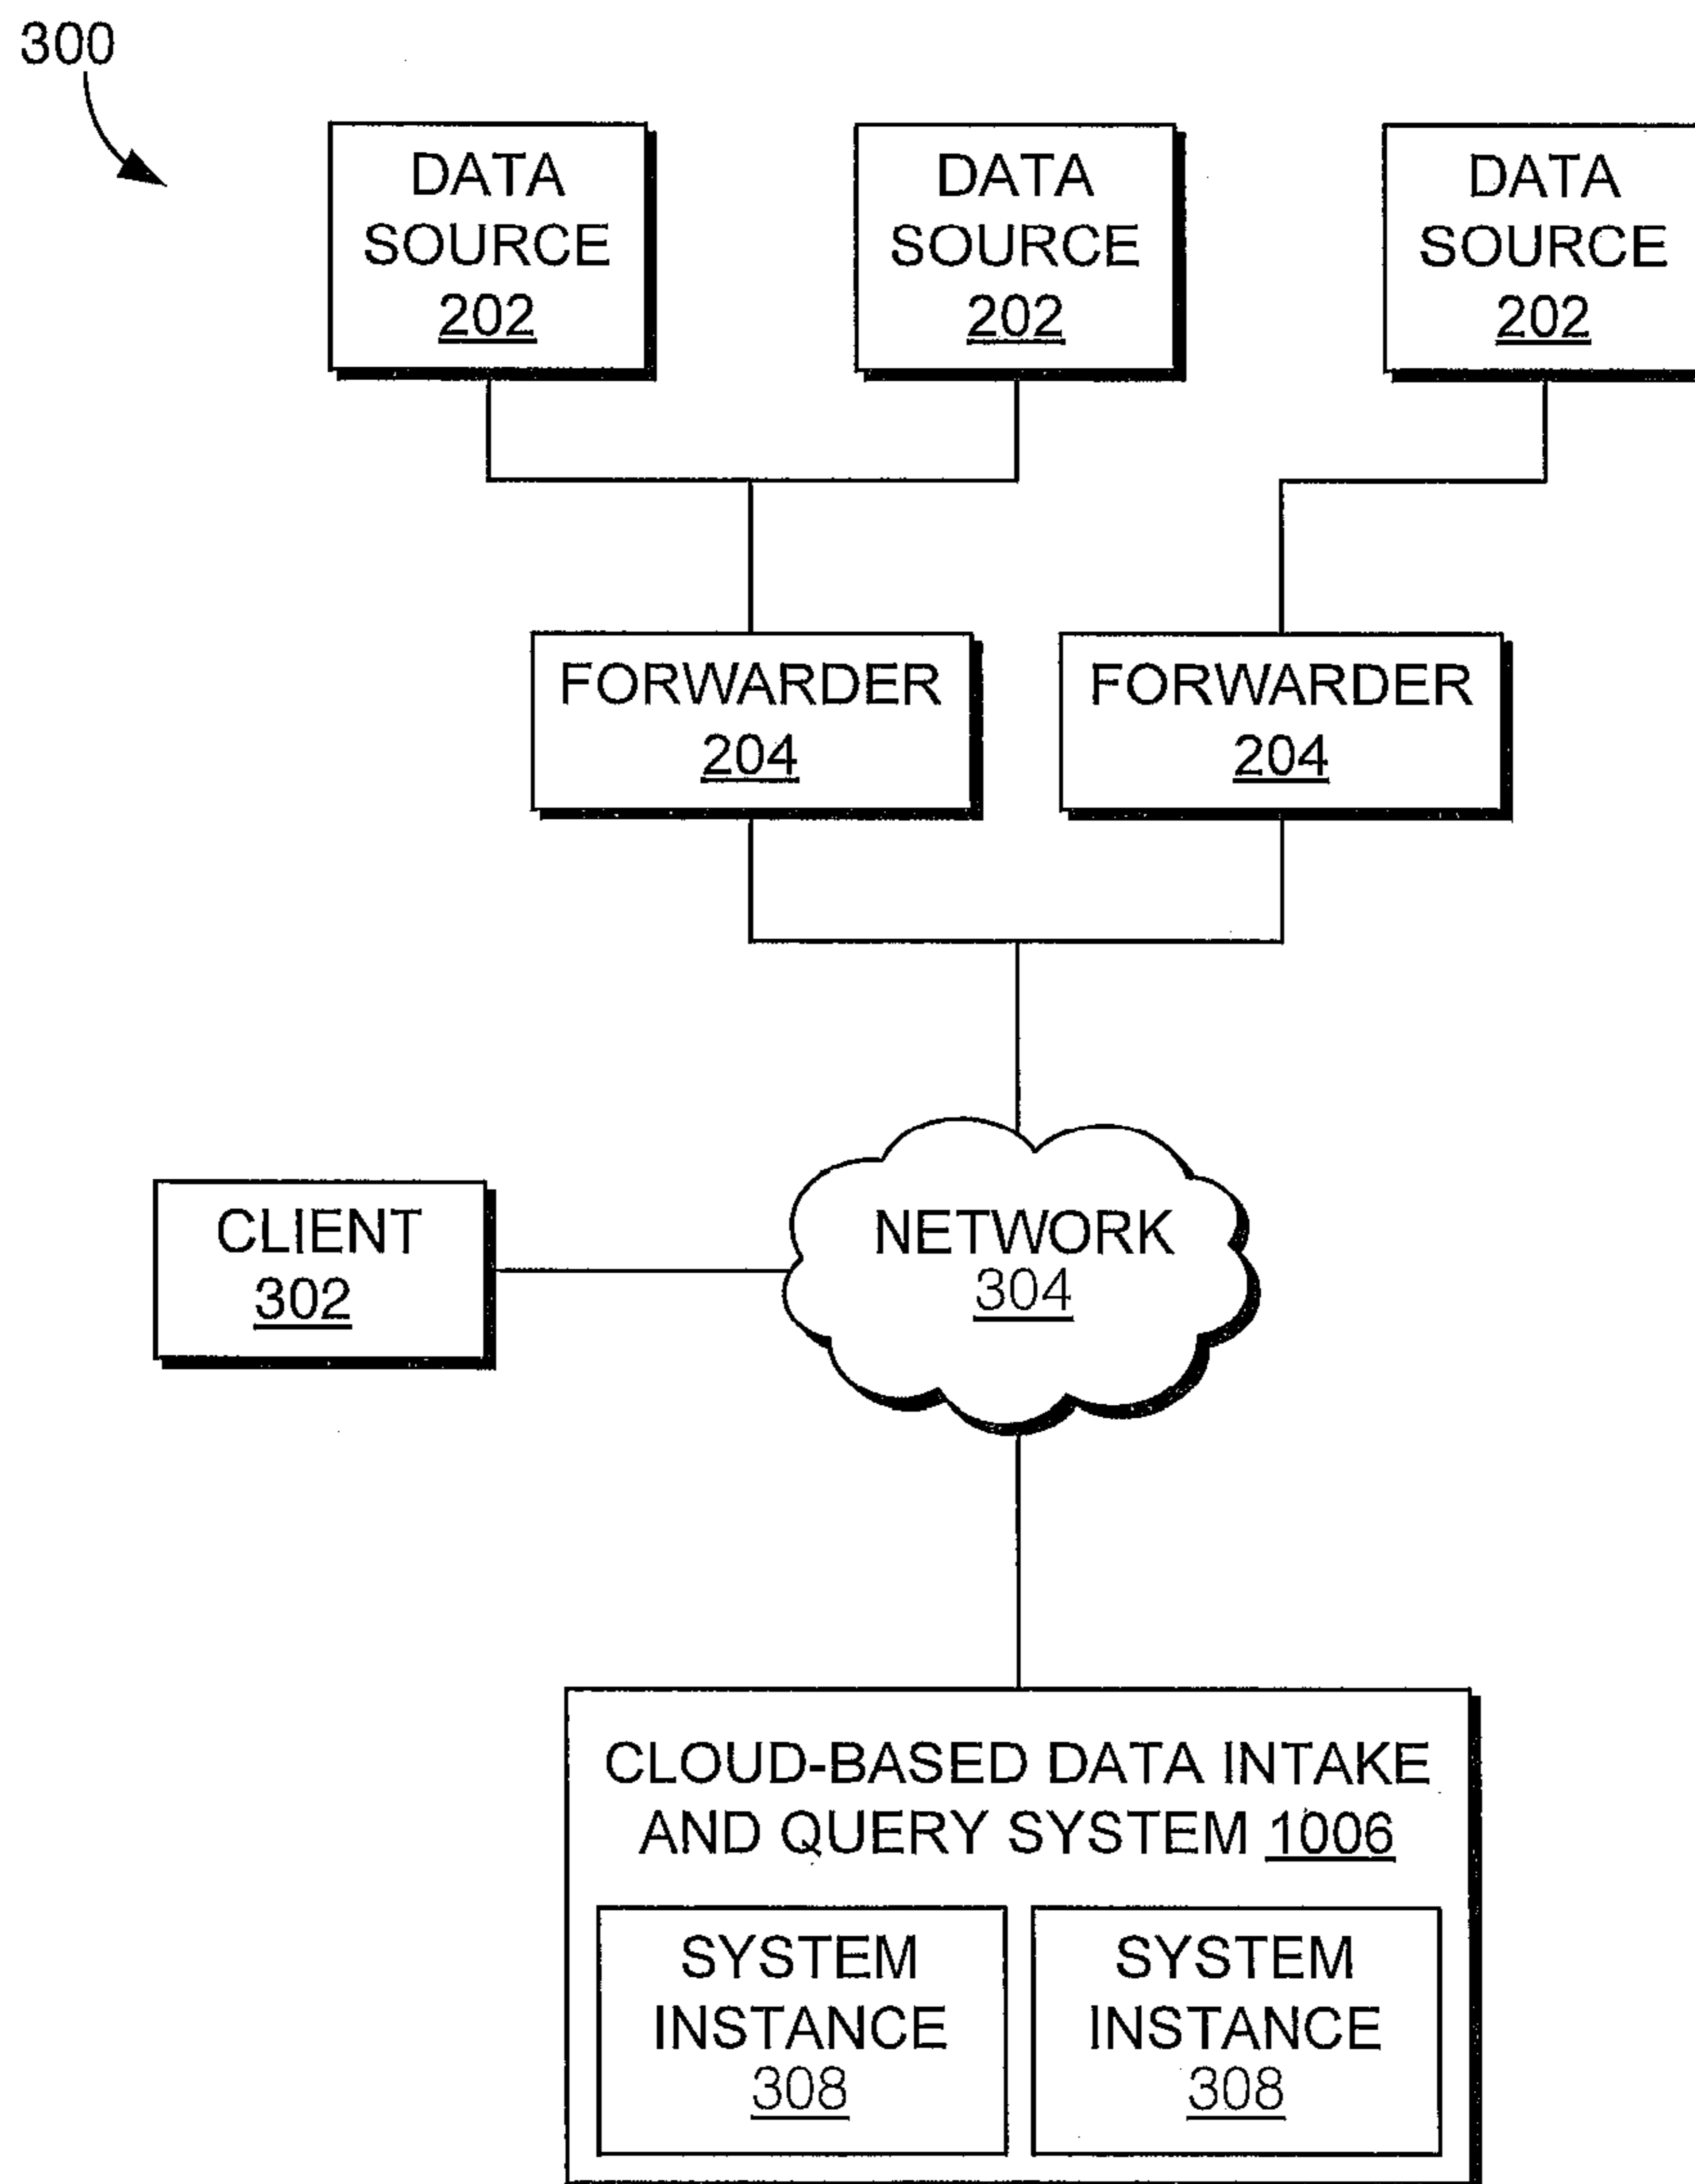 300
DATA
SOURCE
202
DATA
SOURCE
202
DATA
SOURCE
202
FORWARDER
204
FORWARDER
204
CLIENT
302
NETWORK
304
CLOUD-BASED DATA INTAKE
AND QUERY SYSTEM 1006
SYSTEM
INSTANCE
308
SYSTEM
INSTANCE
308